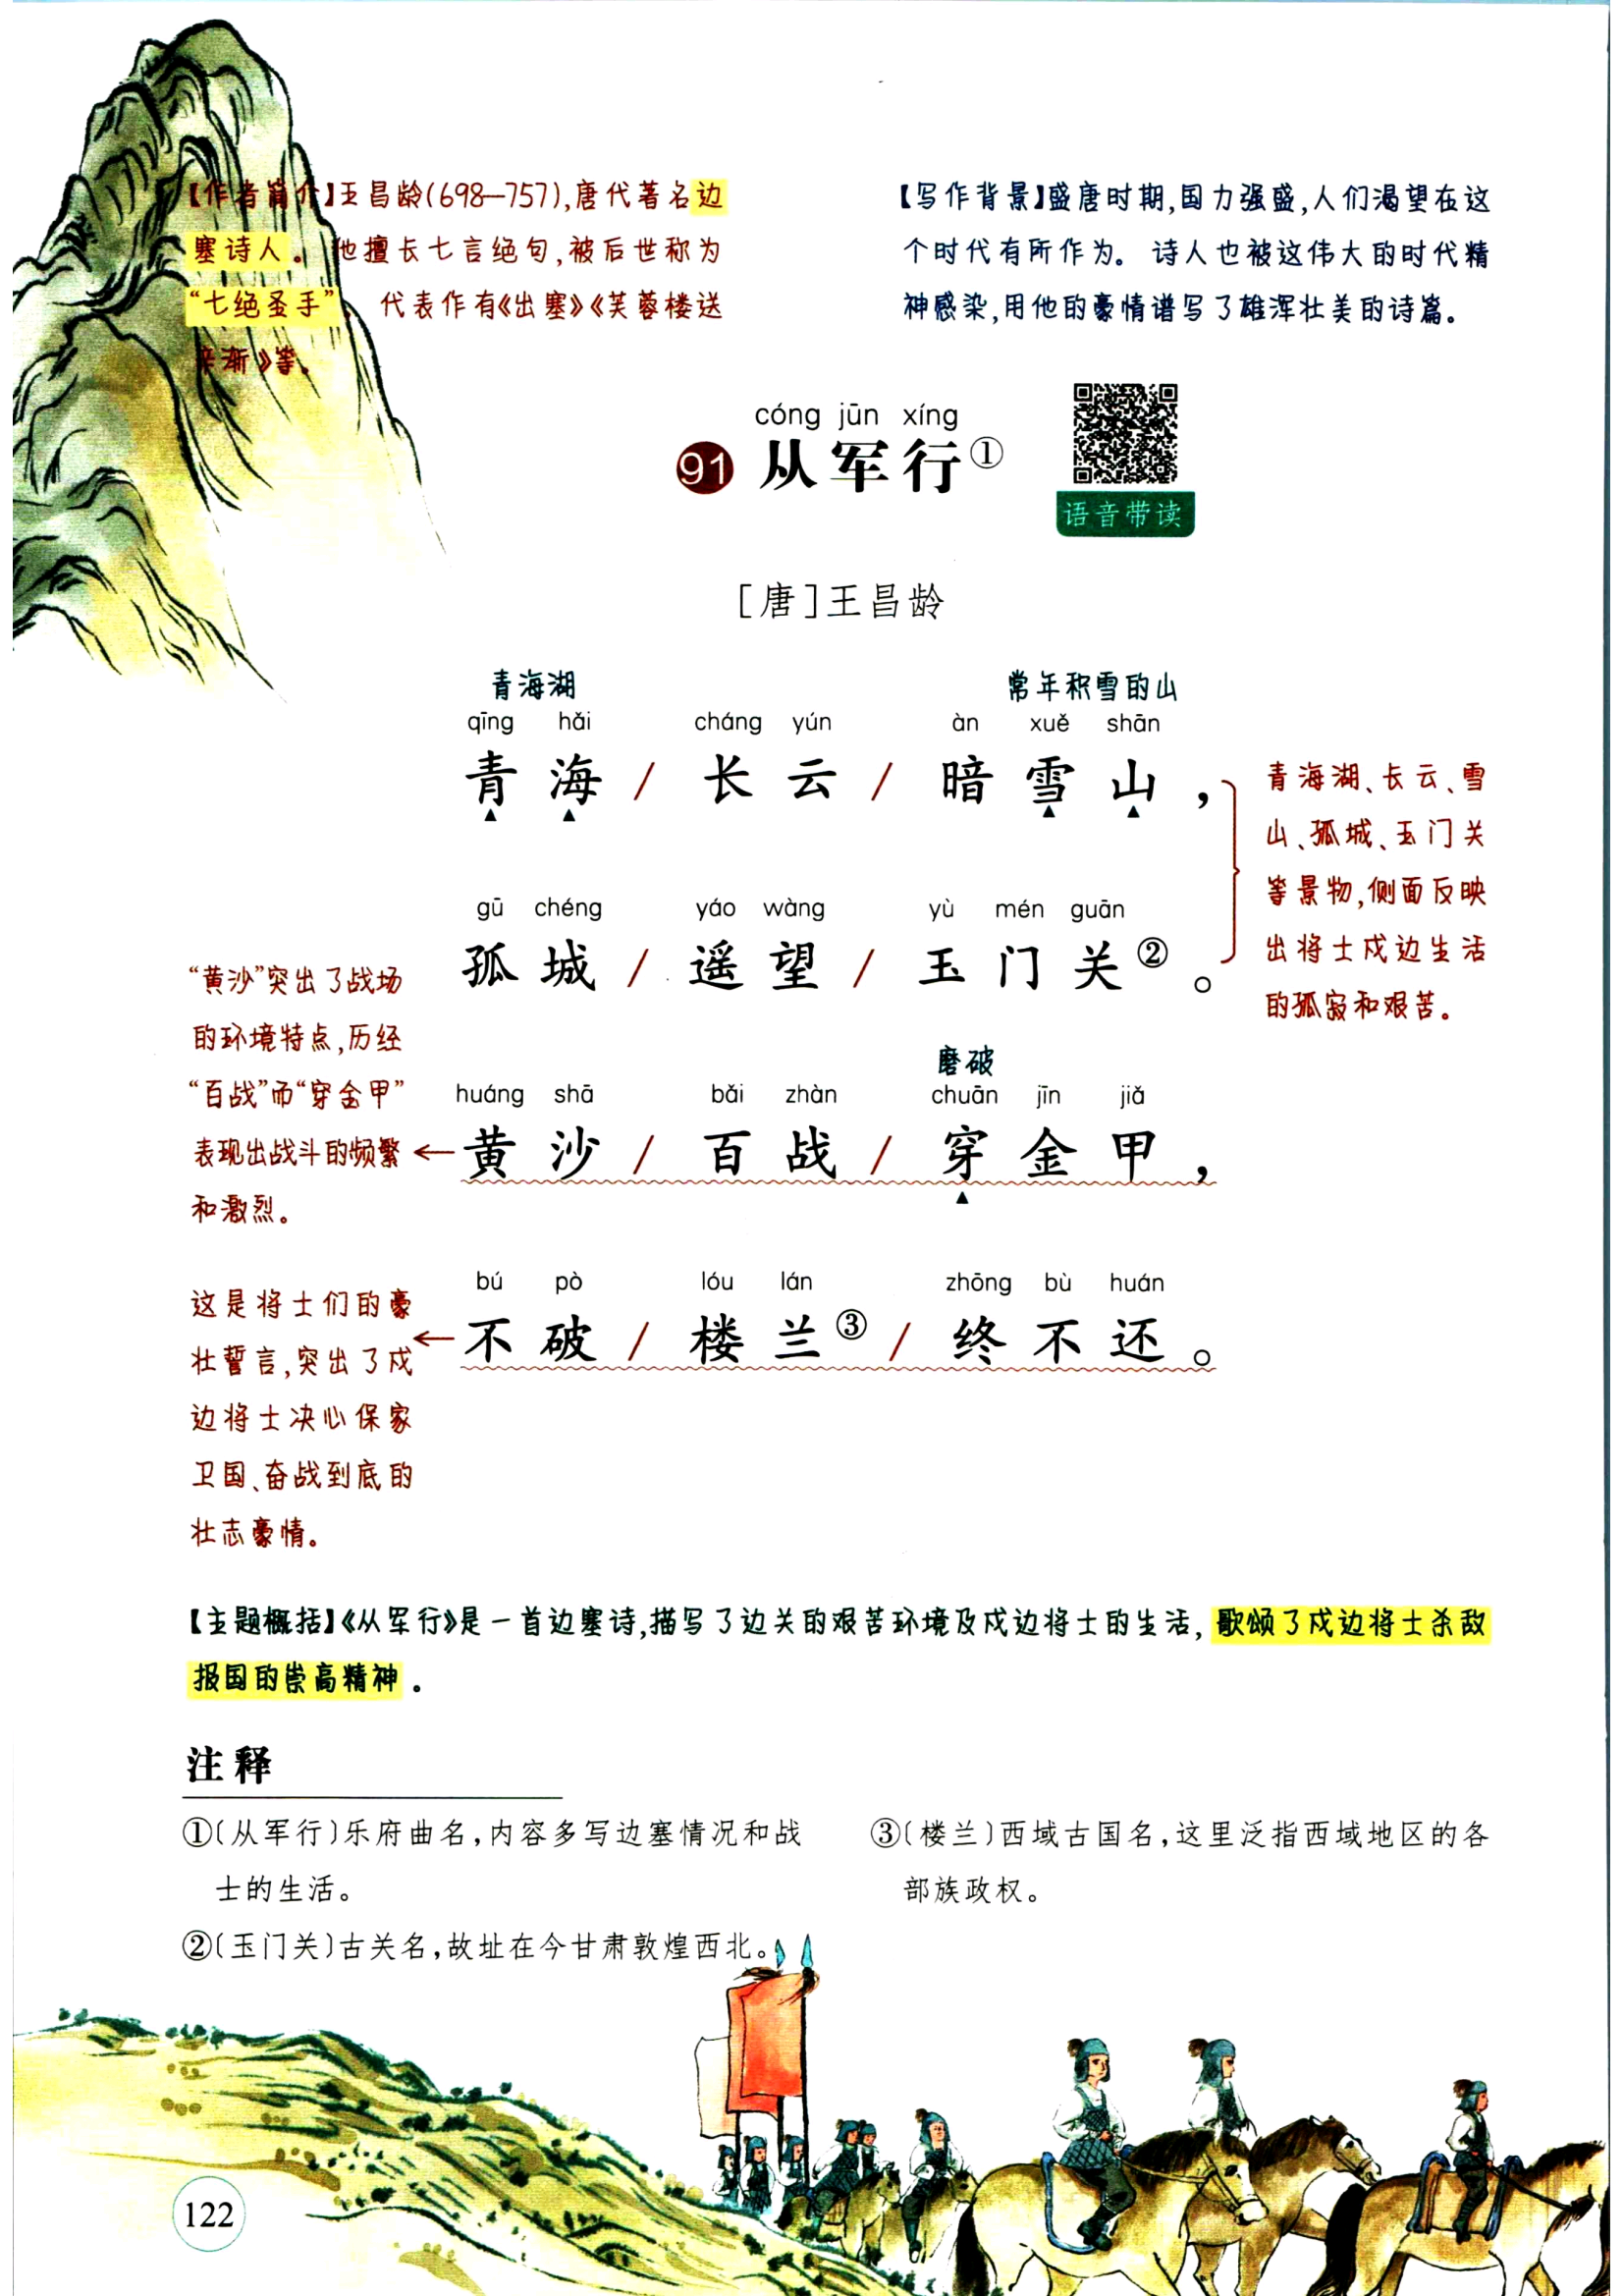 【作者简介】王昌龄(698—757),唐代著名边
塞诗人。他擅长七言绝句,被后世称为
“七绝圣手”。代表作有《出塞》《芙蓉楼送
辛渐》等。
【写作背景】盛唐时期,国力强盛,人们渴望在这
个时代有所作为。诗人也被这伟大的时代精
神感染,用他的豪情谱写了雄浑壮美的诗篇。
cóng jūn xíng
91 从军行①
语音带读
[唐]王昌龄
青海湖 常年积雪的山
qīng hǎi cháng yún àn xuě shān
青海/长云/暗雪山,
gū chéng yáo wàng yù mén guān
孤城/遥望/玉门关②。
青海湖、长云、雪
山、孤城、玉门关
等景物,侧面反映
出将士戍边生活
的孤寂和艰苦。
磨破
huáng shā bǎi zhàn chuān jīn jiǎ
黄沙/百战/穿金甲,
“黄沙”突出了战场
的环境特点,历经
“百战”而“穿金甲”
表现出战斗的频繁
和激烈。
bú pò lóu lán zhōng bù huán
不破/楼兰③/终不还。
这是将士们的豪
壮誓言,突出了戍
边将士决心保家
卫国、奋战到底的
壮志豪情。
【主题概括】《从军行》是一首边塞诗,描写了边关的艰苦环境及戍边将士的生活,歌颂了戍边将士杀敌
报国的崇高精神。
注释
①(从军行)乐府曲名,内容多写边塞情况和战
士的生活。
②(玉门关)古关名,故址在今甘肃敦煌西北。
③(楼兰)西域古国名,这里泛指西域地区的各
部族政权。
122